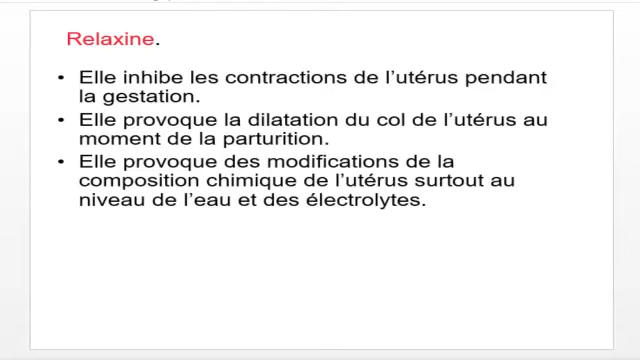 Relaxine.
• Elle inhibe les contractions de l'utérus pendant
la gestation.
• Elle provoque la dilatation du col de l'utérus au
moment de la parturition.
• Elle provoque des modifications de la
composition chimique de l'utérus surtout au
niveau de l'eau et des électrolytes.